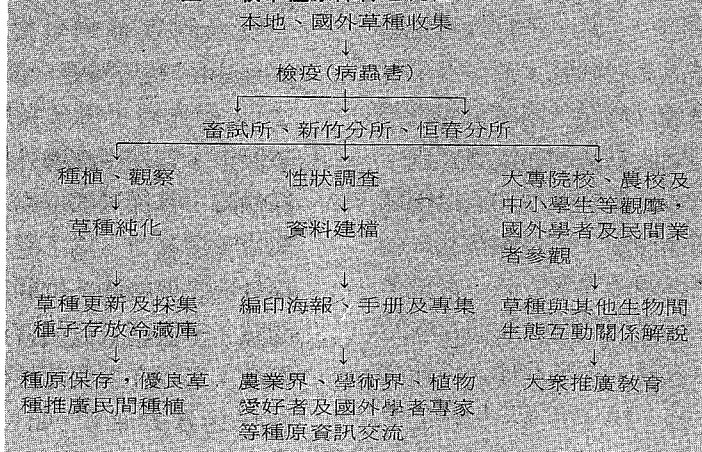 本地、國外草種收集
檢疫(病蟲害)
畜試所、新竹分所、恒春分所
種植、觀察
性狀調查
大專院校、農校及
中小學生等觀摩，
國外學者及民間業
者參觀
草種純化
資料建檔
草種更新及採集
種子存放冷藏庫
編印海報、手册及專集
草種與其他生物間
生態互動關係解說
種原保存，優良草
種推廣民間種植
農業界、學術界、植物
愛好者及國外學者專家
等種原資訊交流
大衆推廣教育